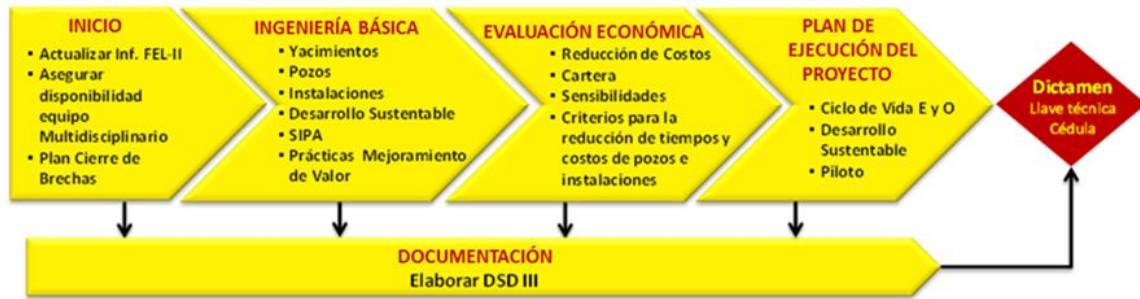 INICIO
▪ Actualizar Inf. FEL-II
▪ Asegurar
disponibilidad
equipo
Multidisciplinario
▪ Plan Cierre de
Brechas
INGENIERÍA BÁSICA
▪ Yacimientos
▪ Pozos
▪ Instalaciones
▪ Desarrollo Sustentable
▪ SIPA
▪ Prácticas Mejoramiento
de Valor
EVALUACIÓN ECONÓMICA
▪ Reducción de Costos
▪ Cartera
▪ Sensibilidades
▪ Criterios para la
reducción de tiempos y
costos de pozos e
instalaciones
PLAN DE
EJECUCIÓN DEL
PROYECTO
▪ Ciclo de Vida E y O
▪ Desarrollo
Sustentable
▪ Piloto
Dictamen
Llave técnica
Cédula
DOCUMENTACIÓN
Elaborar DSD III